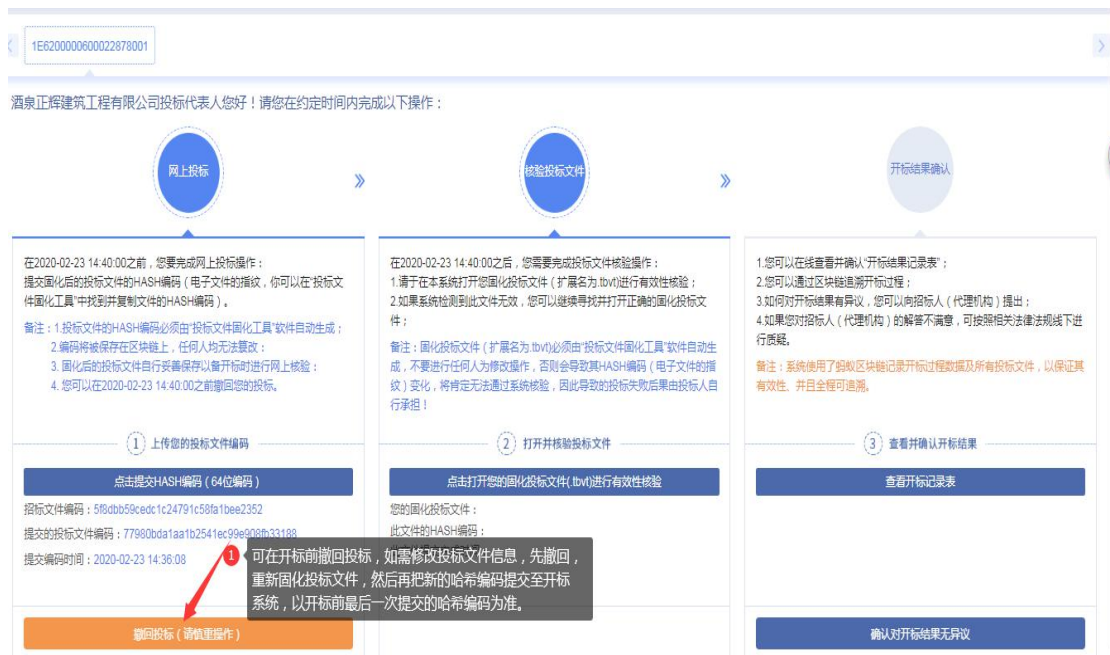 1E6200000600022878001
酒泉正辉建筑工程有限公司投标代表人您好！请您在约定时间内完成以下操作：
网上投标
在2020-02-23 14:40:00之前，您要完成网上投标操作：
提交固化后的投标文件的HASH编码（电子文件的指纹，你可以在“投标文
件固化工具”中找到并复制文件的HASH编码）。
备注：1.投标文件的HASH编码必须由“投标文件固化工具”软件自动生成；
2.编码将被保存在区块链上，任何人均无法篡改；
3. 固化后的投标文件自行妥善保存以备开标时进行网上核验；
4. 您可以在2020-02-23 14:40:00之前撤回您的投标。
1 上传您的投标文件编码
点击提交HASH编码（64位编码）
招标文件编码：5f8dbb59cedc1c24791c58fa1bee2352
提交的投标文件编码：77980bda1aa1b2541ec99e908fb33188
提交编码时间：2020-02-23 14:36:08
撤回投标（请慎重操作）
核验投标文件
在2020-02-23 14:40:00之后，您需要完成投标文件核验操作：
1.请于在本系统打开您固化投标文件（扩展名为.tbvt)进行有效性核验；
2.如果系统检测到此文件无效，您可以继续寻找并打开正确的固化投标文
件；
备注：固化投标文件（扩展名为.tbvt)必须由“投标文件固化工具”软件自动生
成，不要进行任何人为修改操作，否则会导致其HASH编码（电子文件的指
纹）变化，将肯定无法通过系统核验，因此导致的投标失败后果由投标人自
行承担！
2 打开并核验投标文件
点击打开您的固化投标文件(.tbvt)进行有效性核验
您的固化投标文件：
此文件的HASH编码：
1 可在开标前撤回投标，如需修改投标文件信息，先撤回，
重新固化投标文件，然后再把新的哈希编码提交至开标
系统，以开标前最后一次提交的哈希编码为准。
开标结果确认
1.您可以在线查看并确认“开标结果记录表”；
2.您可以通过区块链追溯开标过程；
3.如何对开标结果有异议，您可以向招标人（代理机构）提出；
4.如果您对招标人（代理机构）的解答不满意，可按照相关法律法规线下进
行质疑。
备注：系统使用了蚂蚁区块链记录开标过程数据及所有投标文件，以保证其
有效性、并且全程可追溯。
3 查看并确认开标结果
查看开标记录表
确认对开标结果无异议